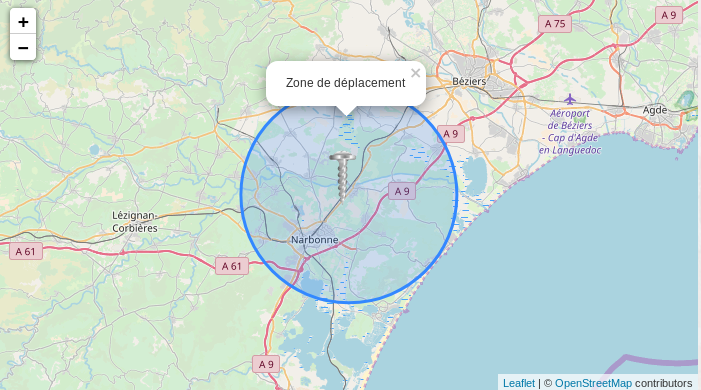 +
−
A 75
A 9
Zone de déplacement
×
Béziers
Agde
Aéroport
de Béziers
- Cap d'Agde
en Languedoc
A 9
A 9
Lézignan-
Corbières
Narbonne
A 61
A 61
A 9
Leaflet | © OpenStreetMap contributors